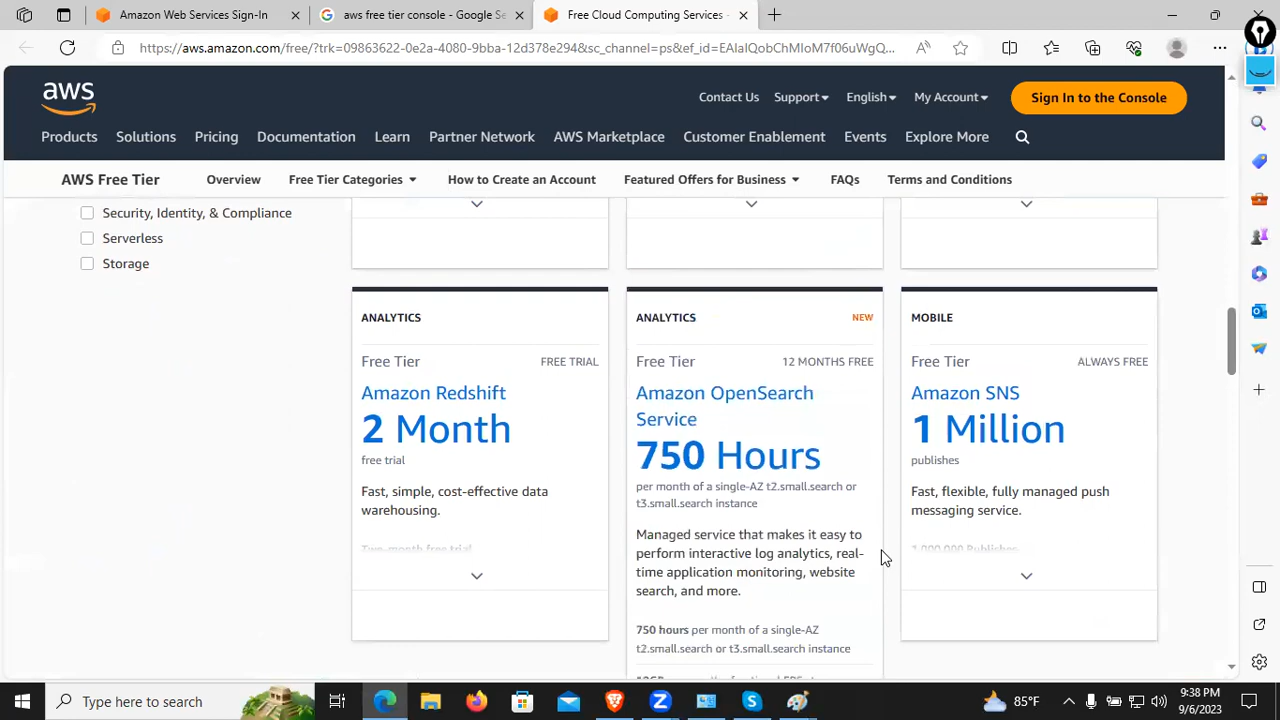 Amazon Web Services Sign-In
aws free tier console - Google Se
Free Cloud Computing Services -
https://aws.amazon.com/free/?trk=09863622-0e2a-4080-9bba-12d378e294&sc_channel=ps&ef_id=EAIaIQobChMIoM7f06uWgQ...
aws
Contact Us
Support
English
My Account
Sign In to the Console
Products
Solutions
Pricing
Documentation
Learn
Partner Network
AWS Marketplace
Customer Enablement
Events
Explore More
AWS Free Tier
Overview
Free Tier Categories
How to Create an Account
Featured Offers for Business
FAQs
Terms and Conditions
Security, Identity, & Compliance
Serverless
Storage
ANALYTICS
Free Tier
FREE TRIAL
Amazon Redshift
2 Month
free trial
Fast, simple, cost-effective data
warehousing.
Two-month free trial
ANALYTICS
NEW
Free Tier
12 MONTHS FREE
Amazon OpenSearch
Service
750 Hours
per month of a single-AZ t2.small.search or
t3.small.search instance
Managed service that makes it easy to
perform interactive log analytics, real-
time application monitoring, website
search, and more.
750 hours per month of a single-AZ
t2.small.search or t3.small.search instance
MOBILE
Free Tier
ALWAYS FREE
Amazon SNS
1 Million
publishes
Fast, flexible, fully managed push
messaging service.
1,000,000 Publishes
Type here to search
85°F
9:38 PM
9/6/2023